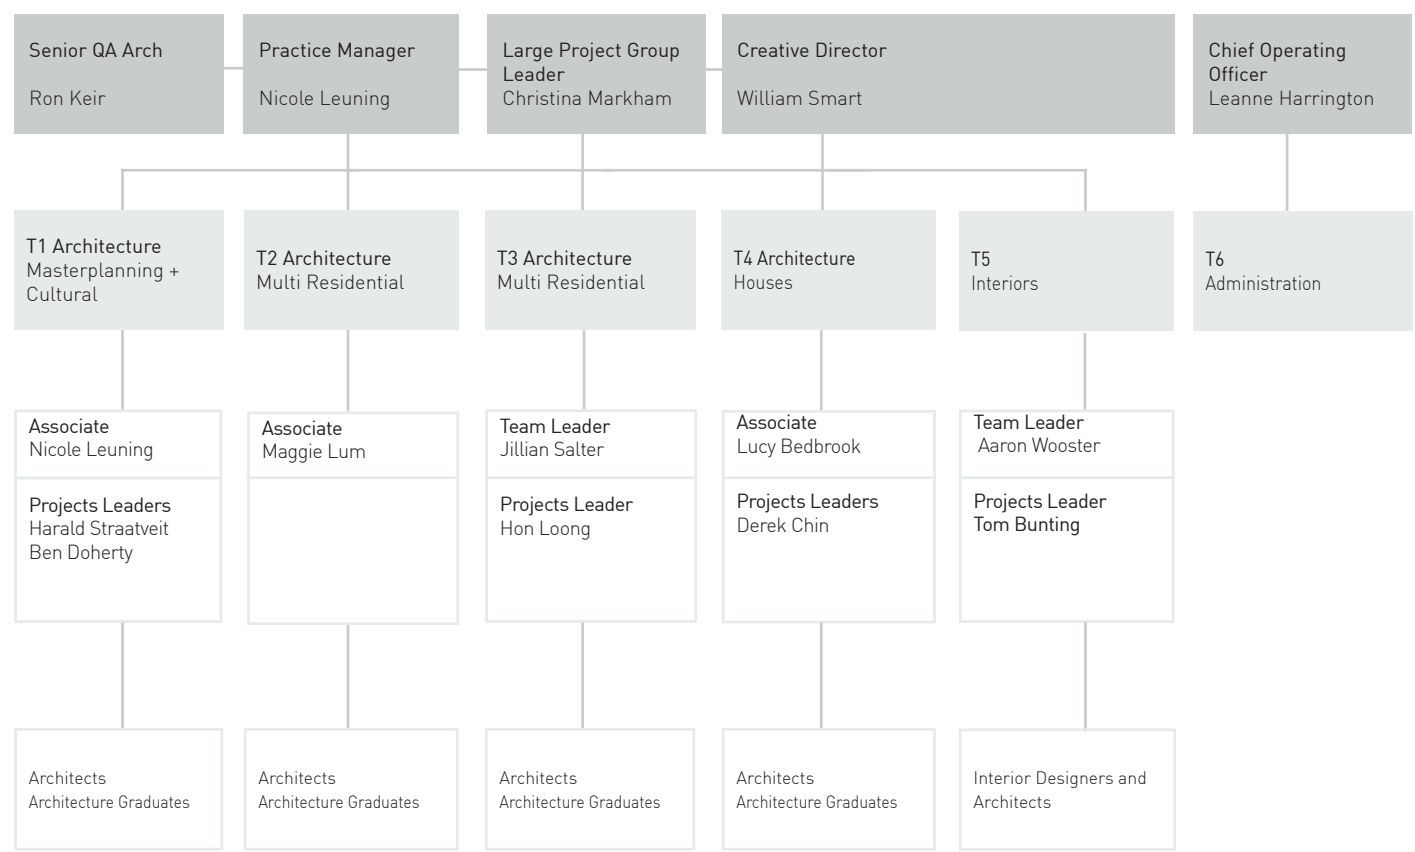 Senior QA Arch
Ron Keir
Practice Manager
Nicole Leuning
Large Project Group
Leader
Christina Markham
Creative Director
William Smart
Chief Operating
Officer
Leanne Harrington
T1 Architecture
Masterplanning +
Cultural
T2 Architecture
Multi Residential
T3 Architecture
Multi Residential
T4 Architecture
Houses
T5
Interiors
T6
Administration
Associate
Nicole Leuning
Projects Leaders
Harald Straatveit
Ben Doherty
Associate
Maggie Lum
Team Leader
Jillian Salter
Projects Leader
Hon Loong
Associate
Lucy Bedbrook
Projects Leaders
Derek Chin
Team Leader
Aaron Wooster
Projects Leader
Tom Bunting
Architects
Architecture Graduates
Architects
Architecture Graduates
Architects
Architecture Graduates
Architects
Architecture Graduates
Interior Designers and
Architects